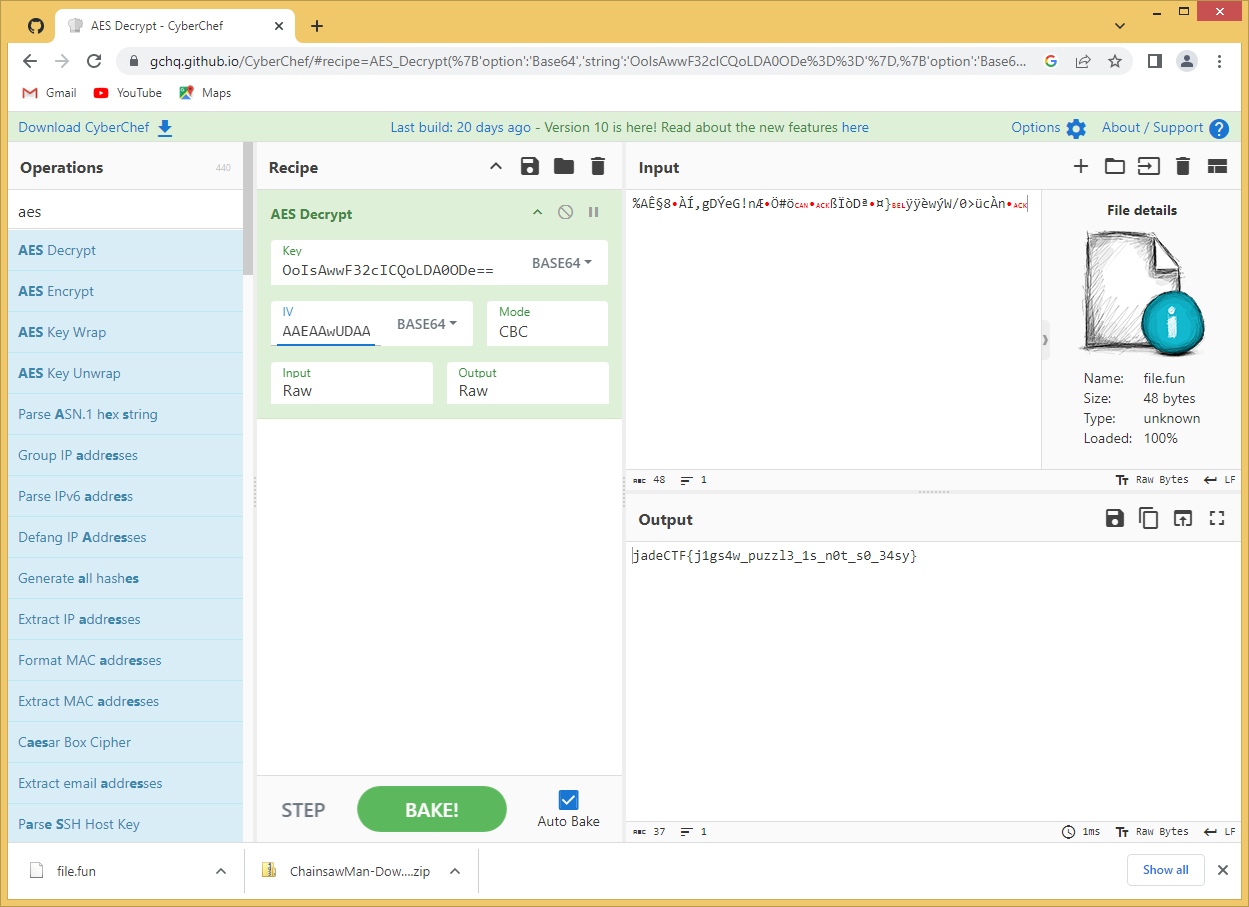 AES Decrypt - CyberChef
gchq.github.io/CyberChef/#recipe=AES_Decrypt(%7B'option':'Base64','string':'OoIsAwwF32cICQoLDA0ODe%3D%3D'%7D,%7B'option':'Base6...
Gmail YouTube Maps
Download CyberChef Last build: 20 days ago - Version 10 is here! Read about the new features here Options About / Support
Operations 440
aes
AES Decrypt
AES Encrypt
AES Key Wrap
AES Key Unwrap
Parse ASN.1 hex string
Group IP addresses
Parse IPv6 address
Defang IP Addresses
Generate all hashes
Extract IP addresses
Format MAC addresses
Extract MAC addresses
Caesar Box Cipher
Extract email addresses
Parse SSH Host Key
Recipe
AES Decrypt
Key
OoIsAwwF32cICQoLDA0ODe== BASE64
IV
AAEAAwUDAA BASE64
Mode
CBC
Input
Raw
Output
Raw
STEP BAKE! Auto Bake
Input
%AÊ§8•ÀÍ,gDÝeG!nÆ•Ö#öCAN•ACKßÏòDª•¤}BELÿÿèwýW/0>ücÀn•ACK
File details
Name: file.fun
Size: 48 bytes
Type: unknown
Loaded: 100%
ABC 48 1 Raw Bytes LF
Output
jadeCTF{j1gs4w_puzzl3_1s_n0t_s0_34sy}
ABC 37 1 1ms Raw Bytes LF
file.fun ChainsawMan-Dow....zip Show all